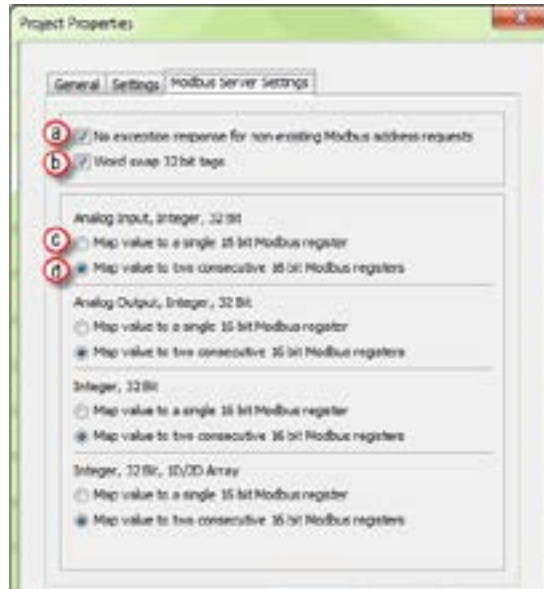 Project Properties
General Settings Modbus Server Settings
a No exception response for non-existing Modbus address requests
b Word swap 32 bit tags
Analog Input, Integer, 32 Bit
c Map value to a single 16 bit Modbus register
d Map value to two consecutive 16 bit Modbus registers
Analog Output, Integer, 32 Bit
Map value to a single 16 bit Modbus register
Map value to two consecutive 16 bit Modbus registers
Integer, 32 Bit
Map value to a single 16 bit Modbus register
Map value to two consecutive 16 bit Modbus registers
Integer, 32 Bit, 1D/2D Array
Map value to a single 16 bit Modbus register
Map value to two consecutive 16 bit Modbus registers